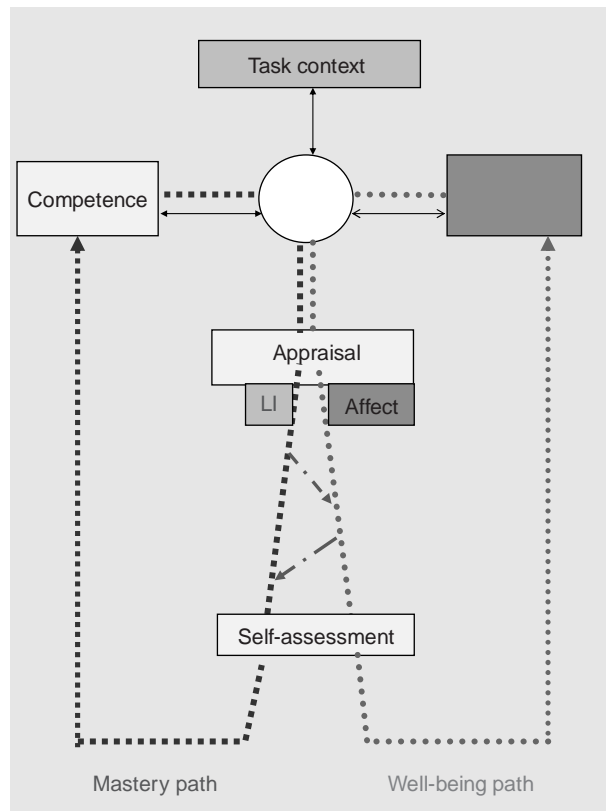 Task context
Competence
Appraisal
LI
Affect
Self-assessment
Mastery path
Well-being path